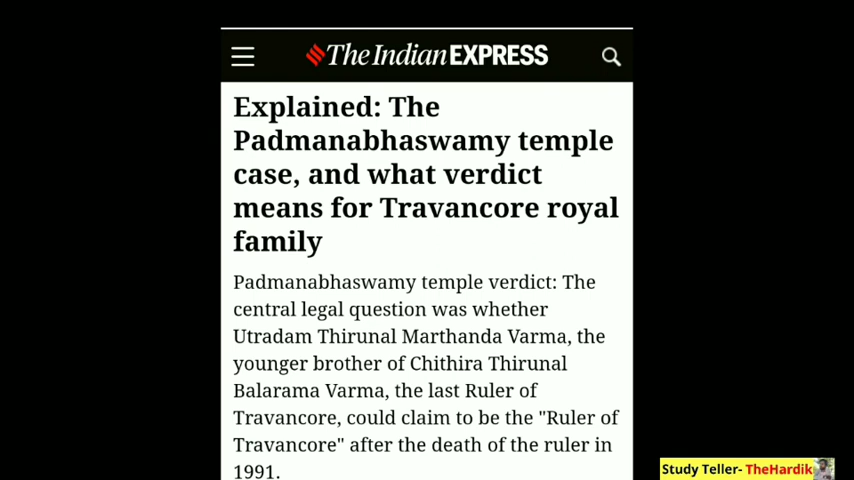 The Indian EXPRESS
Explained: The
Padmanabhaswamy temple
case, and what verdict
means for Travancore royal
family
Padmanabhaswamy temple verdict: The
central legal question was whether
Utradam Thirunal Marthanda Varma, the
younger brother of Chithira Thirunal
Balarama Varma, the last Ruler of
Travancore, could claim to be the "Ruler of
Travancore" after the death of the ruler in
1991.
Study Teller- TheHardik